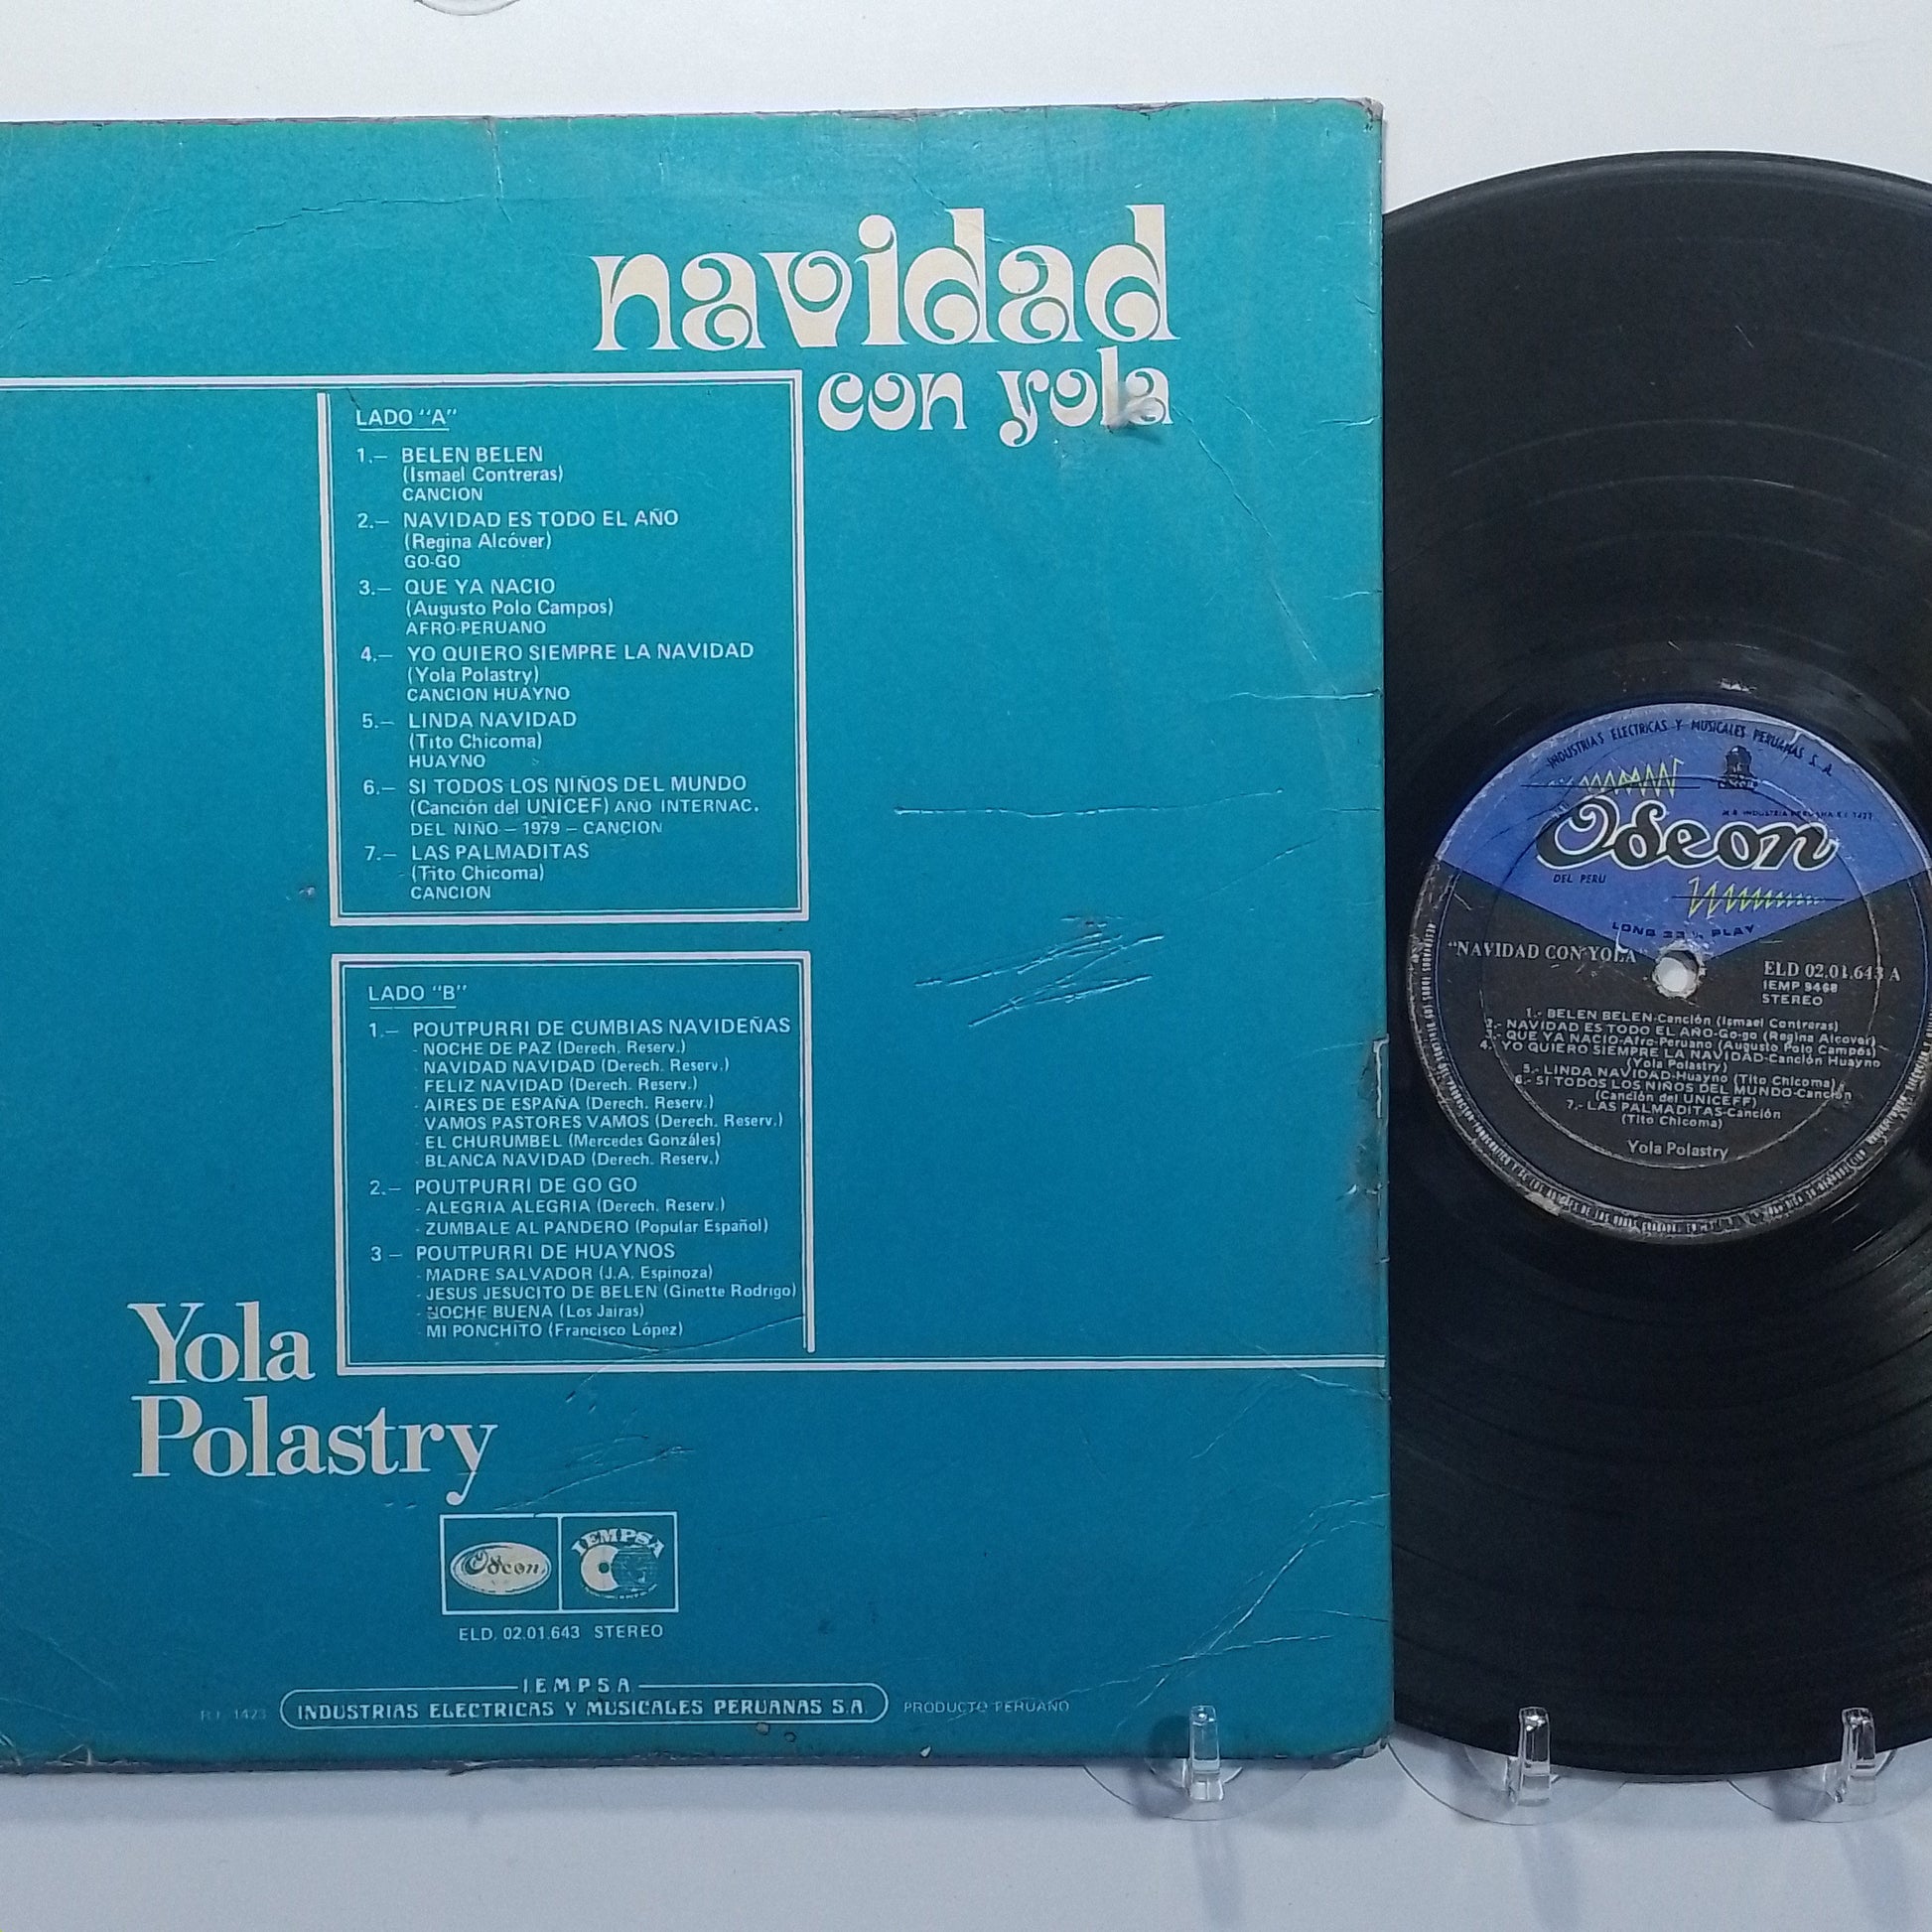 navidad
con yola
LADO "A"
1.– BELEN BELEN
(Ismael Contreras)
CANCION
2.– NAVIDAD ES TODO EL AÑO
(Regina Alcóver)
GO-GO
3.– QUE YA NACIO
(Augusto Polo Campos)
AFRO-PERUANO
4.– YO QUIERO SIEMPRE LA NAVIDAD
(Yola Polastry)
CANCION HUAYNO
5.– LINDA NAVIDAD
(Tito Chicoma)
HUAYNO
6.– SI TODOS LOS NIÑOS DEL MUNDO
(Canción del UNICEF) AÑO INTERNAC.
DEL NIÑO – 1979 – CANCION
7.– LAS PALMADITAS
(Tito Chicoma)
CANCION
LADO "B"
1.– POUTPURRI DE CUMBIAS NAVIDEÑAS
- NOCHE DE PAZ (Derech. Reserv.)
- NAVIDAD NAVIDAD (Derech. Reserv.)
- FELIZ NAVIDAD (Derech. Reserv.)
- AIRES DE ESPAÑA (Derech. Reserv.)
- VAMOS PASTORES VAMOS (Derech. Reserv.)
- EL CHURUMBEL (Mercedes Gonzáles)
- BLANCA NAVIDAD (Derech. Reserv.)
2.– POUTPURRI DE GO GO
- ALEGRIA ALEGRIA (Derech. Reserv.)
- ZUMBALE AL PANDERO (Popular Español)
3 – POUTPURRI DE HUAYNOS
- MADRE SALVADOR (J.A. Espinoza)
- JESUS JESUCITO DE BELEN (Ginette Rodrigo)
- NOCHE BUENA (Los Jairas)
- MI PONCHITO (Francisco López)
Yola
Polastry
Odeon
IEMPSA
ELD. 02.01.643 STEREO
IEMPSA
R.I. 1423 INDUSTRIAS ELECTRICAS Y MUSICALES PERUANAS S.A. PRODUCTO PERUANO
INDUSTRIAS ELECTRICAS Y MUSICALES PERUANAS S.A.
Odeon
DEL PERU
LONG 33 ⅓ PLAY
"NAVIDAD CON YOLA"
ELD 02.01.643 A
IEMP 9468
STEREO
1.- BELEN BELEN-Canción (Ismael Contreras)
2.- NAVIDAD ES TODO EL AÑO-Go-go (Regina Alcover)
3.- QUE YA NACIO-Afro-Peruano (Augusto Polo Campos)
4.- YO QUIERO SIEMPRE LA NAVIDAD-Canción Huayno
(Yola Polastry)
5.- LINDA NAVIDAD-Huayno (Tito Chicoma)
6.- SI TODOS LOS NIÑOS DEL MUNDO-Canción
(Canción del UNICEFF)
7.- LAS PALMADITAS-Canción
(Tito Chicoma)
Yola Polastry